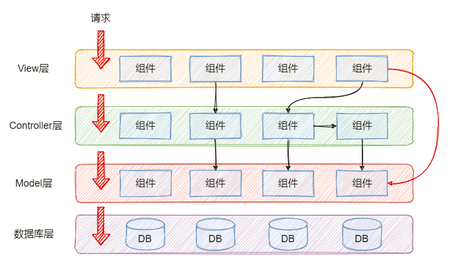 请求
View层
组件 组件 组件 组件
Controller层
组件 组件 组件 组件
Model层
组件 组件 组件 组件
数据库层
DB DB DB DB